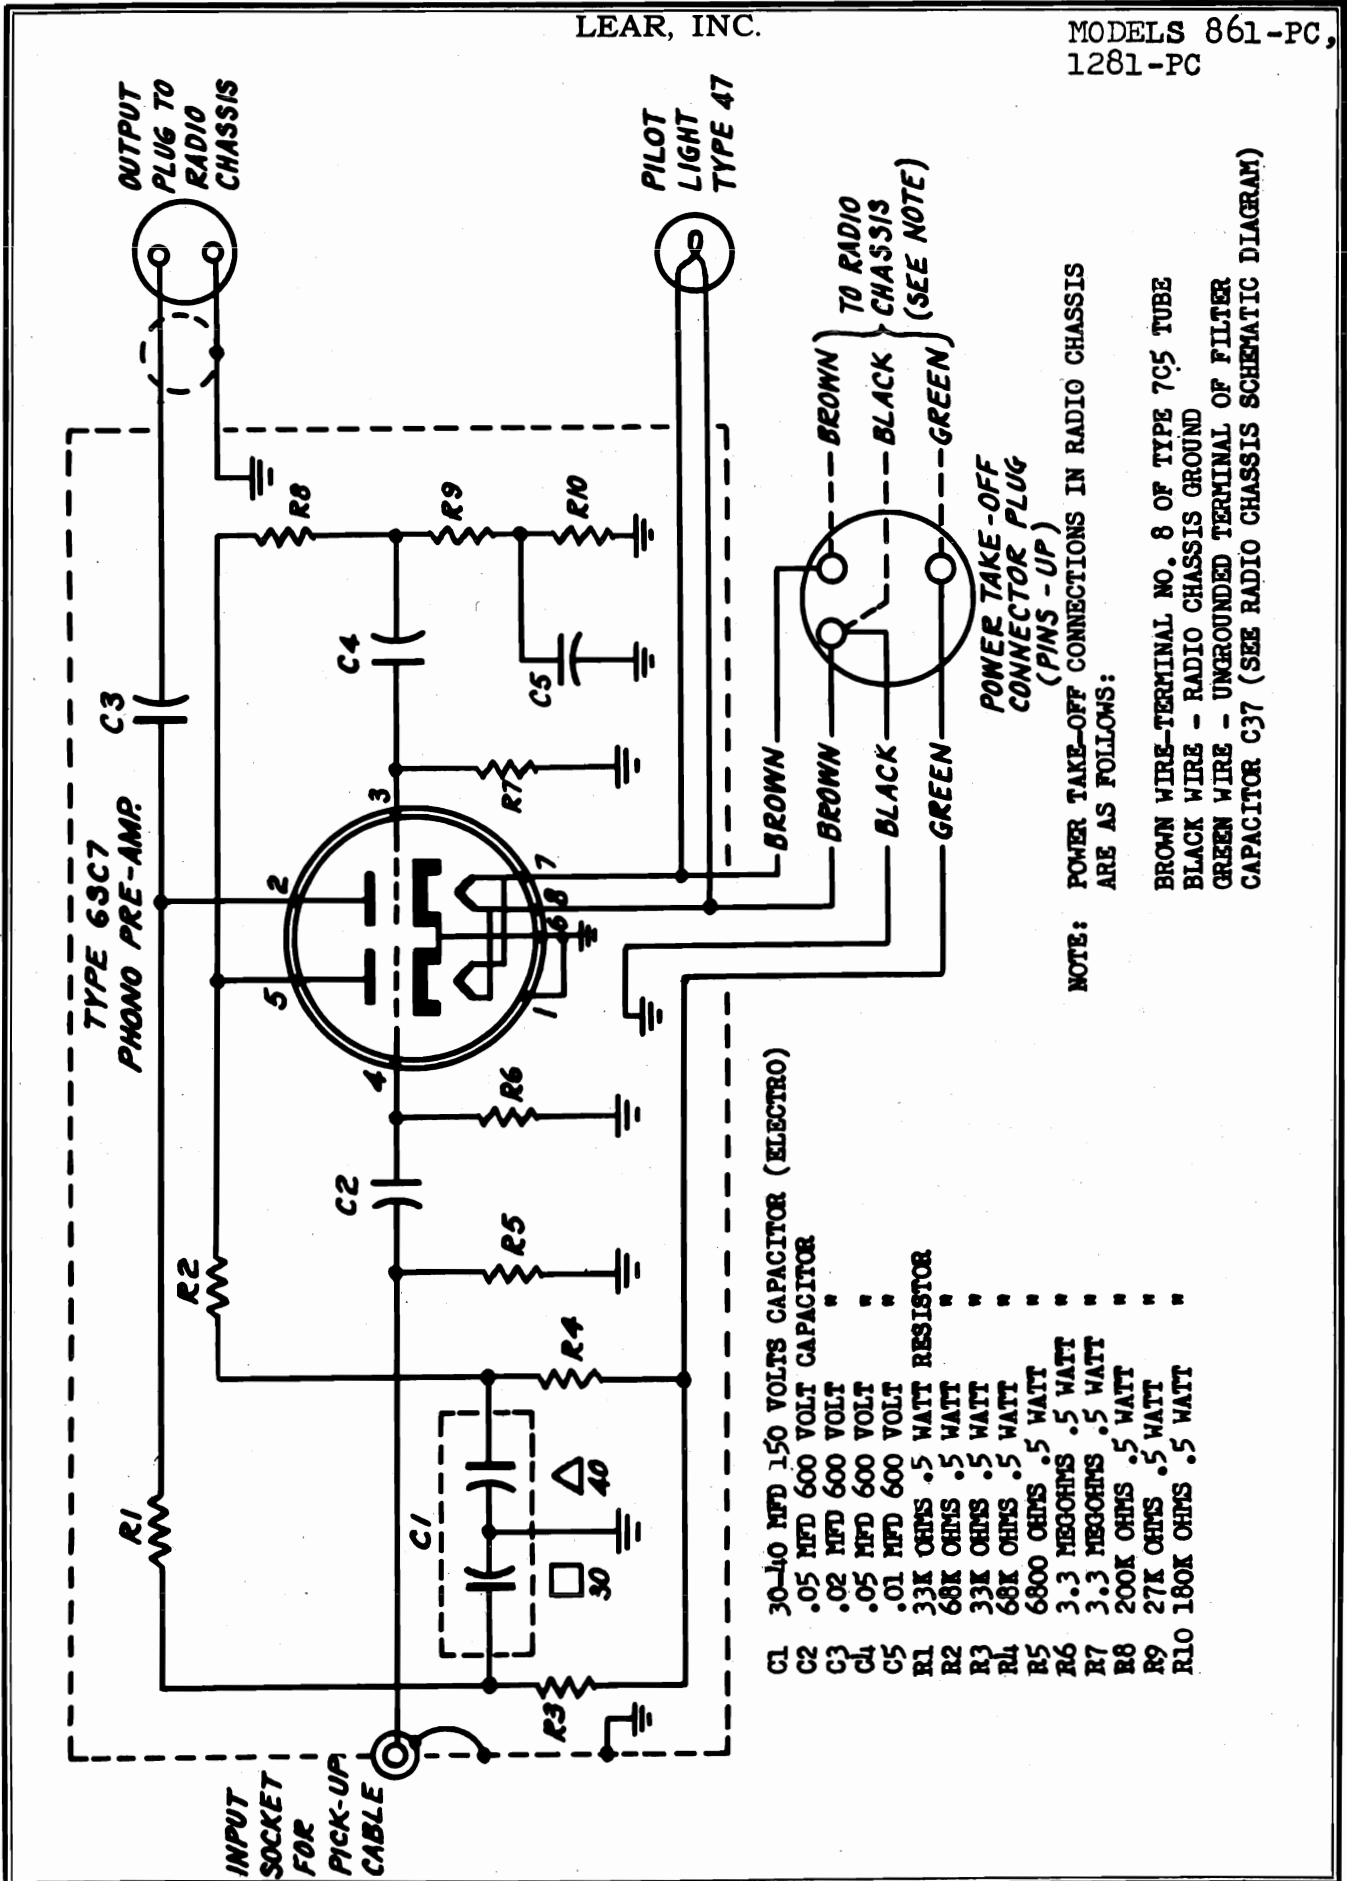 LEAR, INC.
MODELS 861-PC,
1281-PC
OUTPUT
PLUG TO
RADIO
CHASSIS
PILOT
LIGHT
TYPE 47
TYPE 6SC7
PHONO PRE-AMP.
INPUT
SOCKET
FOR
PICK-UP
CABLE
R1
R2
C3
R8
C4
R9
R10
C5
R7
C2
R6
R5
R4
C1
30
40
R3
5
2
4
3
1
6
8
7
BROWN
BROWN
BLACK
GREEN
BROWN
BLACK
GREEN
TO RADIO
CHASSIS
(SEE NOTE)
POWER TAKE-OFF
CONNECTOR PLUG
(PINS-UP)
C1 30-40 MFD 150 VOLTS CAPACITOR (ELECTRO)
C2 .05 MFD 600 VOLT CAPACITOR
C3 .02 MFD 600 VOLT "
C4 .05 MFD 600 VOLT "
C5 .01 MFD 600 VOLT "
R1 33K OHMS .5 WATT RESISTOR
R2 68K OHMS .5 WATT "
R3 33K OHMS .5 WATT "
R4 68K OHMS .5 WATT "
R5 6800 OHMS .5 WATT "
R6 3.3 MEGOHMS .5 WATT "
R7 3.3 MEGOHMS .5 WATT "
R8 200K OHMS .5 WATT "
R9 27K OHMS .5 WATT "
R10 180K OHMS .5 WATT "
NOTE: POWER TAKE-OFF CONNECTIONS IN RADIO CHASSIS
ARE AS FOLLOWS:
BROWN WIRE-TERMINAL NO. 8 OF TYPE 7C5 TUBE
BLACK WIRE - RADIO CHASSIS GROUND
GREEN WIRE - UNGROUNDED TERMINAL OF FILTER
CAPACITOR C37 (SEE RADIO CHASSIS SCHEMATIC DIAGRAM)